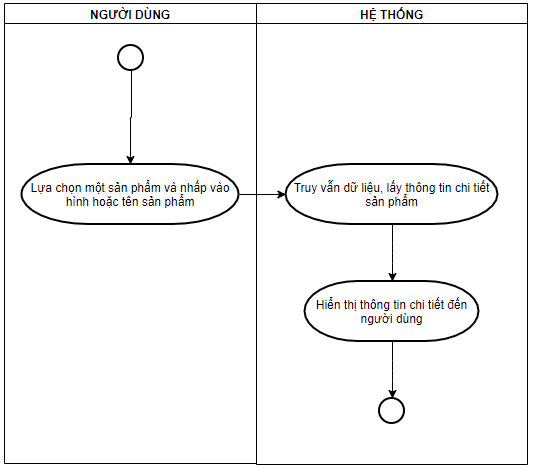 NGƯỜI DÙNG
HỆ THỐNG
Lựa chọn một sản phẩm và nhấp vào
hình hoặc tên sản phẩm
Truy vẫn dữ liệu, lấy thông tin chi tiết
sản phẩm
Hiển thị thông tin chi tiết đến
người dùng